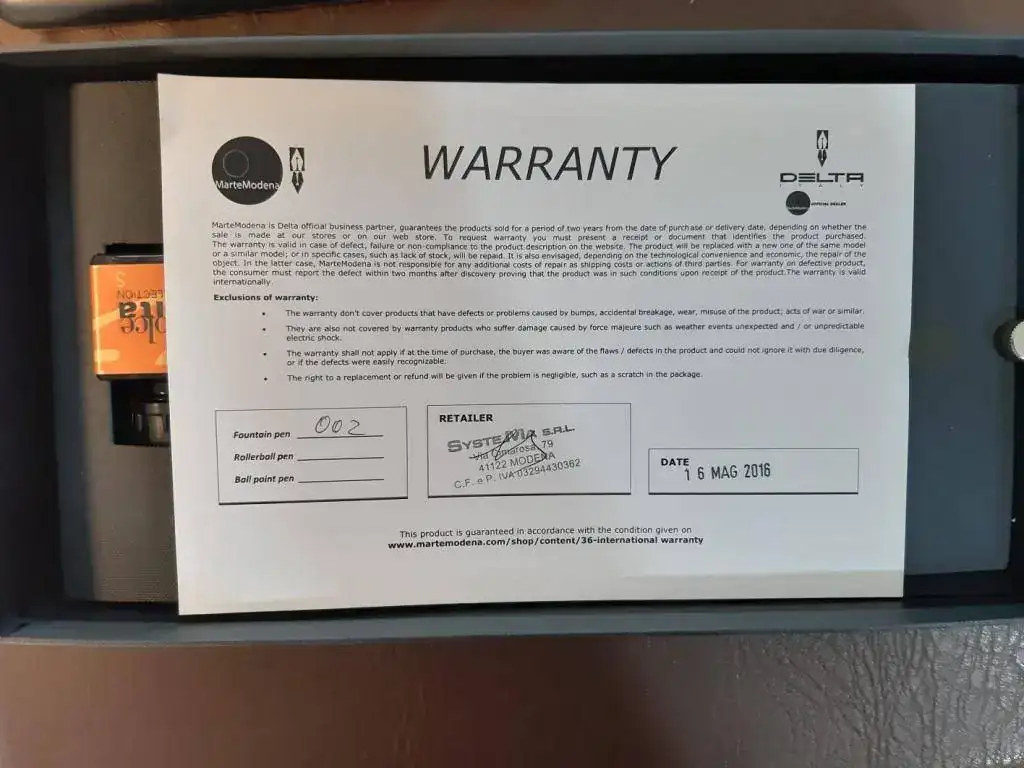 MarteModena
WARRANTY
DELTA
ITALY
OFFICIAL DEALER
MarteModena is Delta official business partner, guarantees the products sold for a period of two years from the date of purchase or delivery date, depending on whether the
sale is made at our stores or on our web store. To request warranty you must present a receipt or document that identifies the product purchased.
The warranty is valid in case of defect, failure or non-compliance to the product description on the website. The product will be replaced with a new one of the same model
or a similar model; or in specific cases, such as lack of stock, will be repaid. It is also envisaged, depending on the technological convenience and economic, the repair of the
object. In the latter case, MarteModena is not responsible for any additional costs of repair as shipping costs or actions of third parties. For warranty on defective product,
the consumer must report the defect within two months after discovery proving that the product was in such conditions upon receipt of the product.The warranty is valid
internationally.
Exclusions of warranty:
• The warranty don't cover products that have defects or problems caused by bumps, accidental breakage, wear, misuse of the product; acts of war or similar.
• They are also not covered by warranty products who suffer damage caused by force majeure such as weather events unexpected and / or unpredictable
electric shock.
• The warranty shall not apply if at the time of purchase, the buyer was aware of the flaws / defects in the product and could not ignore it with due diligence,
or if the defects were easily recognizable.
• The right to a replacement or refund will be given if the problem is negligible, such as a scratch in the package.
Fountain pen 002
Rollerball pen
Ball point pen
RETAILER
SYSTEMA S.R.L.
Via Cimarosa, 79
41122 MODENA
C.F. e P. IVA 03294430362
DATE
1 6 MAG 2016
This product is guaranteed in accordance with the condition given on
www.martemodena.com/shop/content/36-international warranty